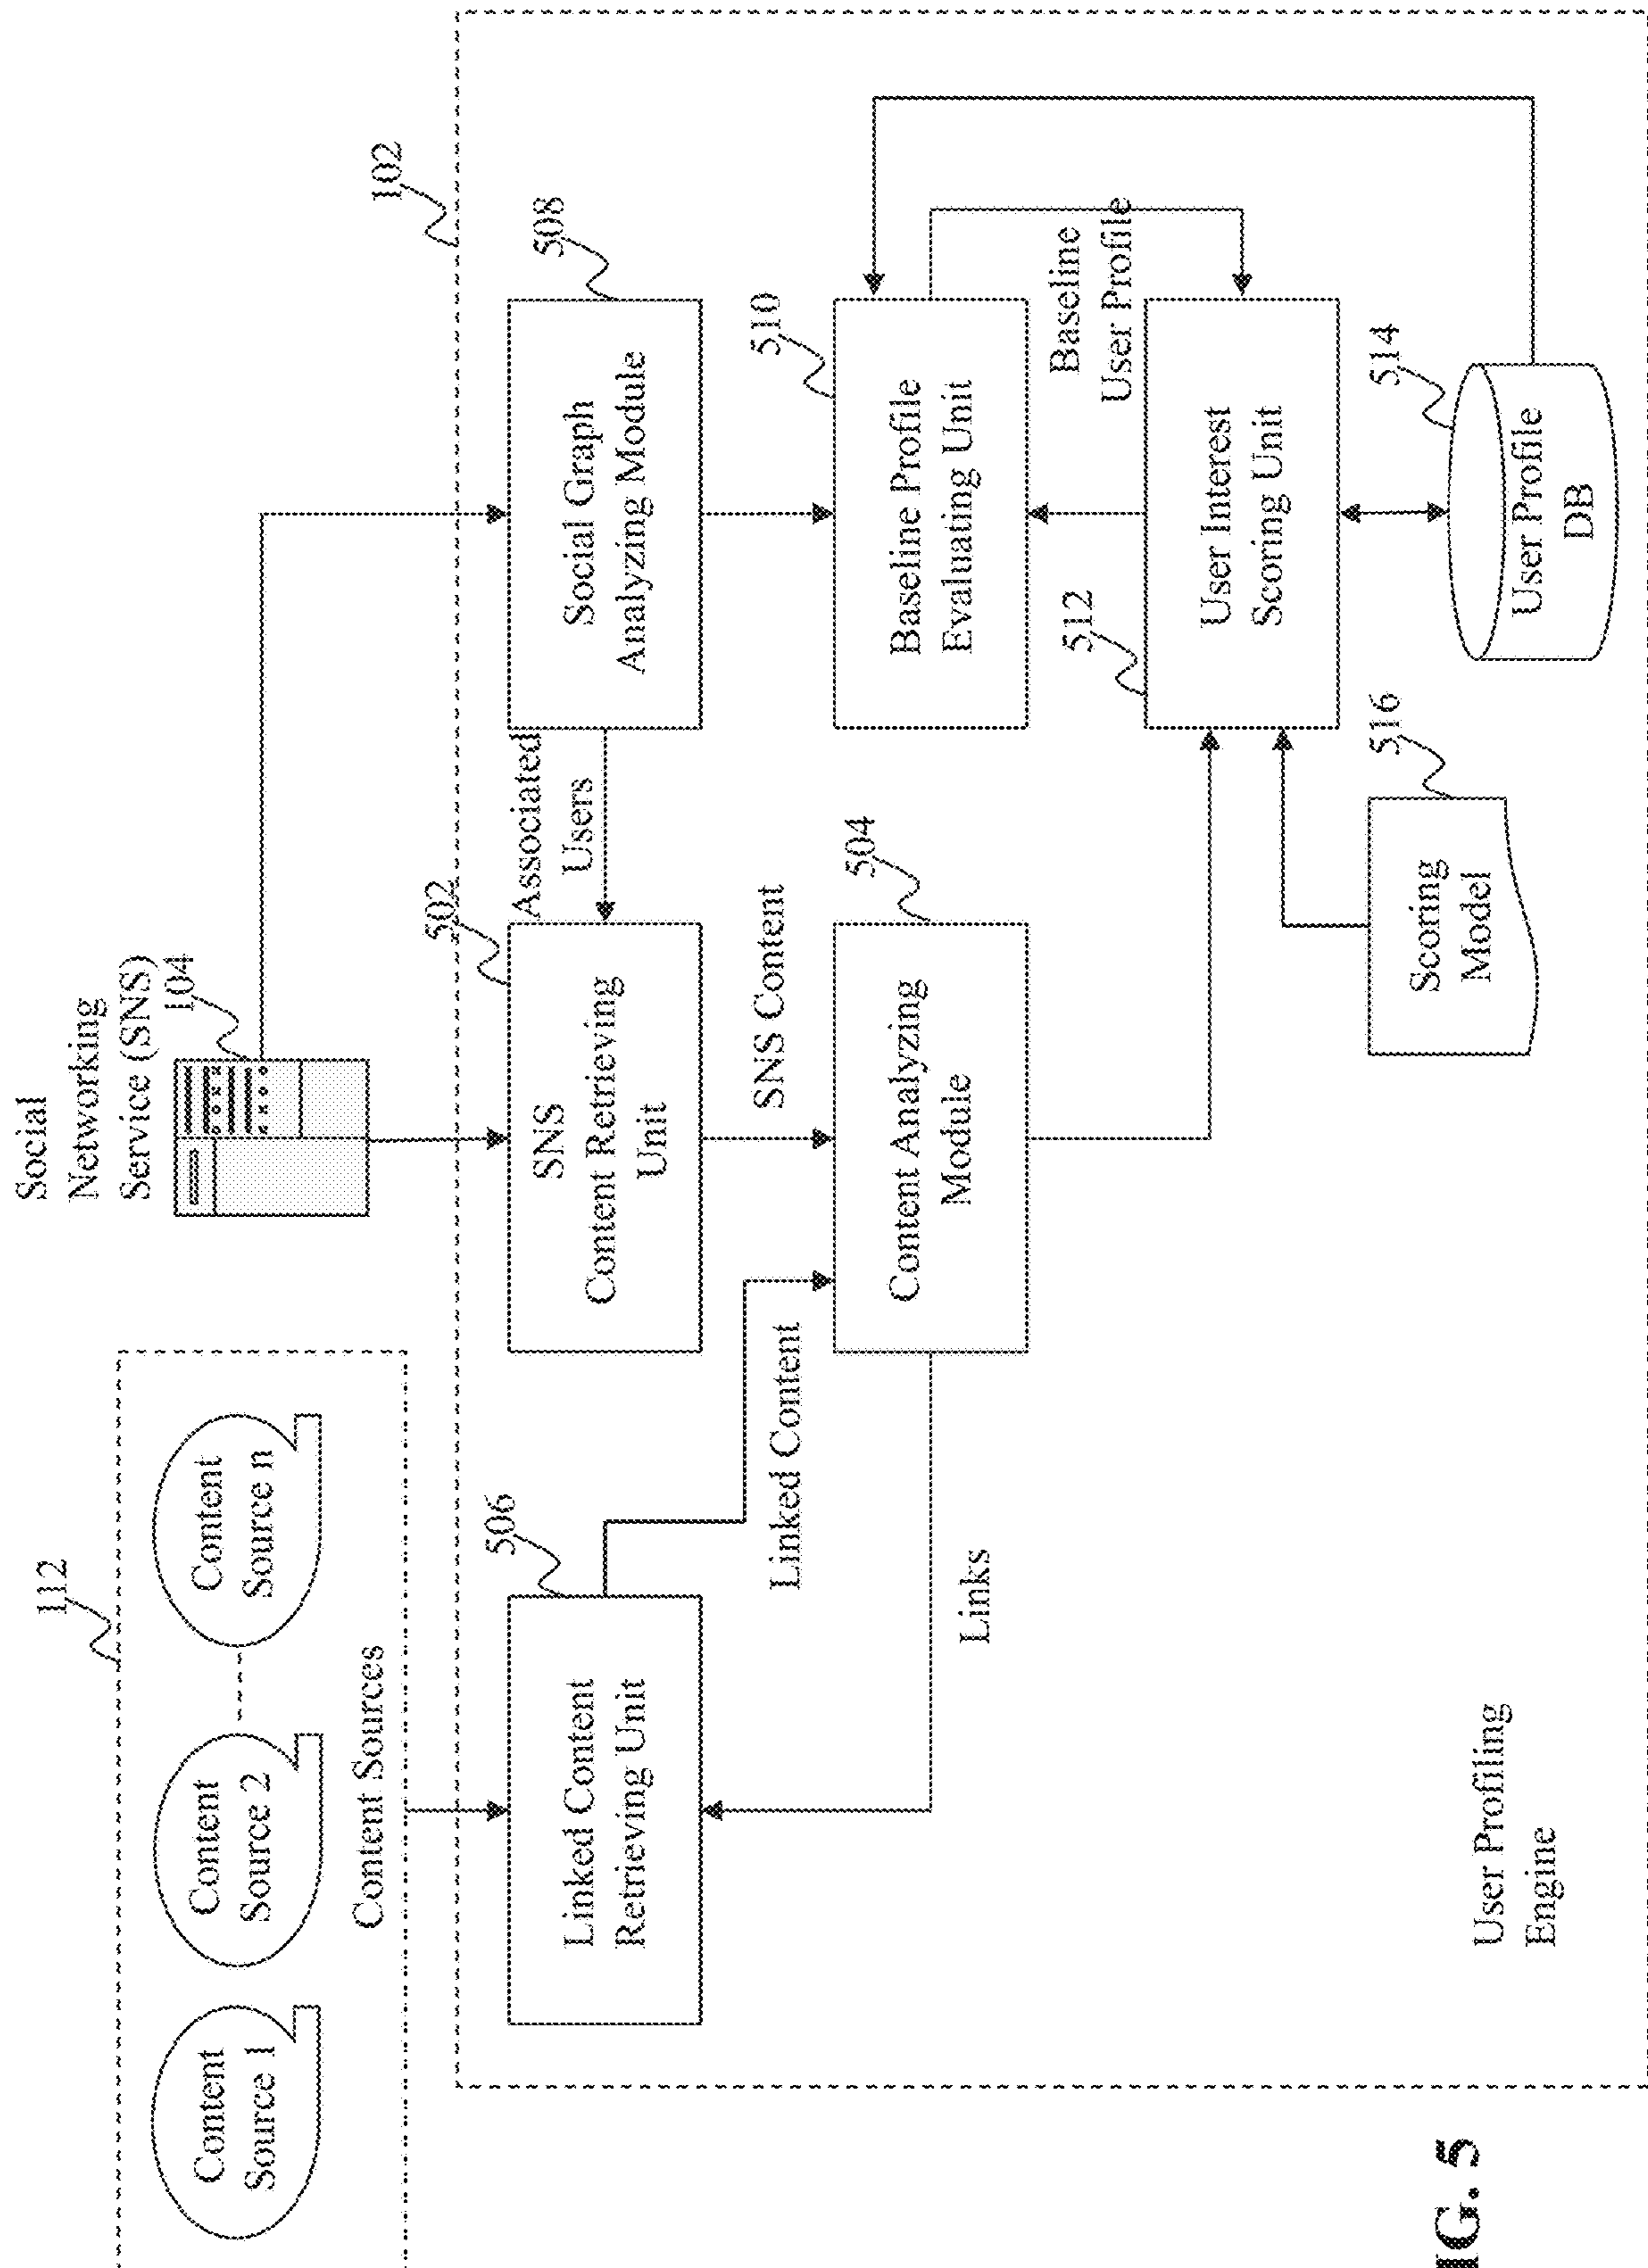 112
Content
Source 1
Content
Source 2
Content
Source n
Content Sources
Social
Networking
Service (SNS)
104
102
506
Linked Content
Retrieving Unit
502
SNS
Content Retrieving
Unit
Associated
Users
508
Social Graph
Analyzing Module
Linked Content
SNS Content
Links
504
Content Analyzing
Module
510
Baseline Profile
Evaluating Unit
Baseline
User Profile
512
User Interest
Scoring Unit
516
Scoring
Model
514
User Profile
DB
User Profiling
Engine
IG. 5